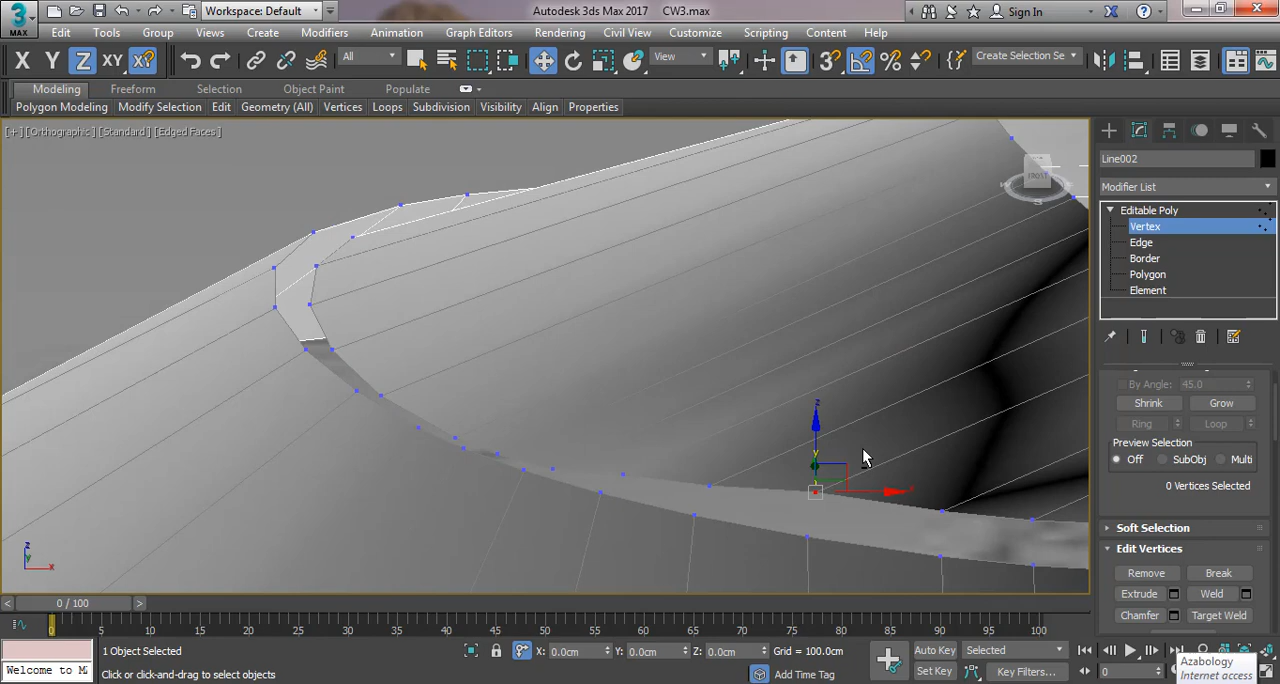 3
MAX
Workspace: Default
Autodesk 3ds Max 2017 CW3.max
Sign In
Edit Tools Group Views Create Modifiers Animation Graph Editors Rendering Civil View Customize Scripting Content Help
X Y Z XY
All
View
Create Selection Se
Modeling Freeform Selection Object Paint Populate
Polygon Modeling Modify Selection Edit Geometry (All) Vertices Loops Subdivision Visibility Align Properties
[+] [Orthographic] [Standard] [Edged Faces]
FRONT
S
Line002
Modifier List
Editable Poly
Vertex
Edge
Border
Polygon
Element
By Angle: 45.0
Shrink Grow
Ring Loop
Preview Selection
Off SubObj Multi
0 Vertices Selected
Soft Selection
Edit Vertices
Remove Break
Extrude Weld
Chamfer Target Weld
z
y
x
z
y
x
0 / 100
0 5 10 15 20 25 30 35 40 45 50 55 60 65 70 75 80 85 90 95 100
1 Object Selected
X: 0.0cm Y: 0.0cm Z: 0.0cm Grid = 100.0cm
Auto Key Selected
Welcome to M
Click or click-and-drag to select objects
Add Time Tag
Set Key Key Filters...
0
Azabology
Internet access